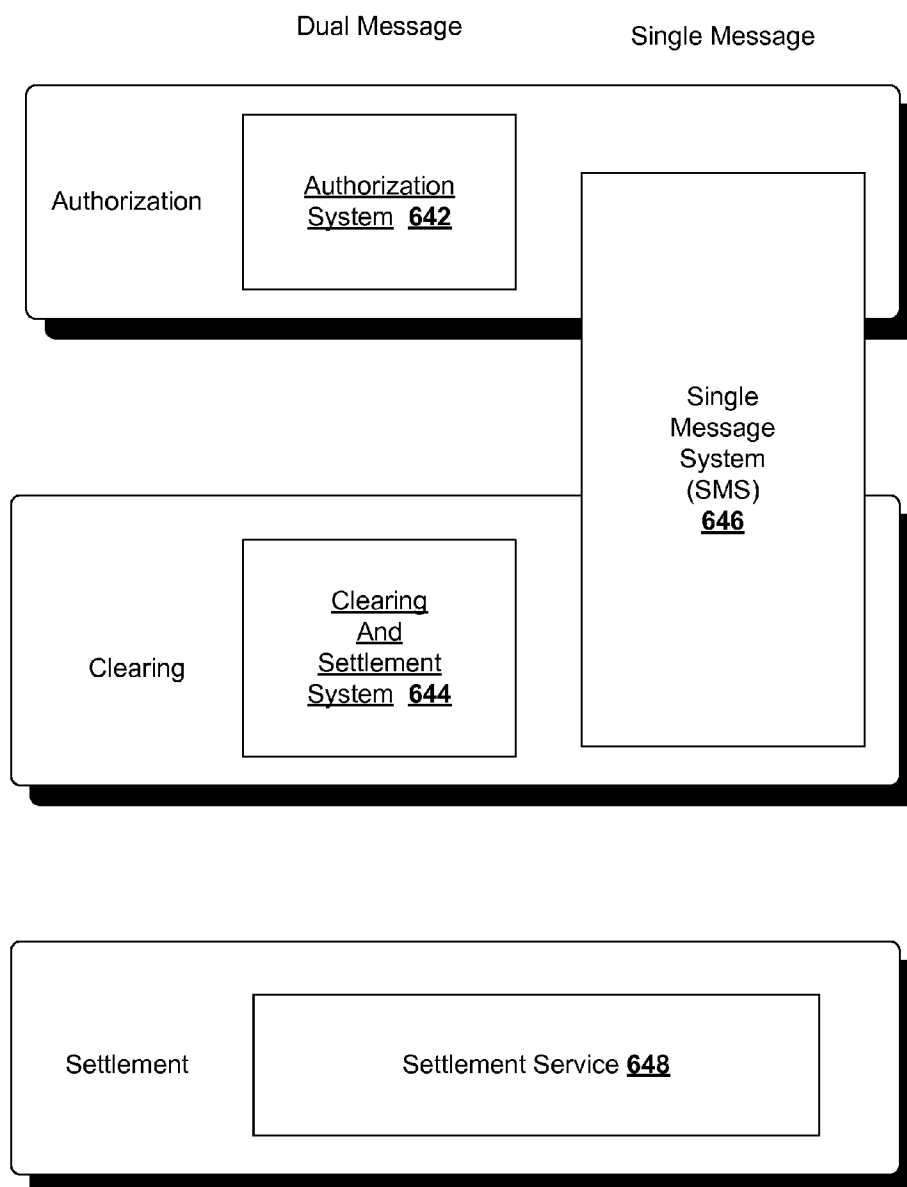 Dual Message
Single Message
Authorization
Authorization
System 642
Single
Message
System
(SMS)
646
Clearing
Clearing
And
Settlement
System 644
Settlement
Settlement Service 648